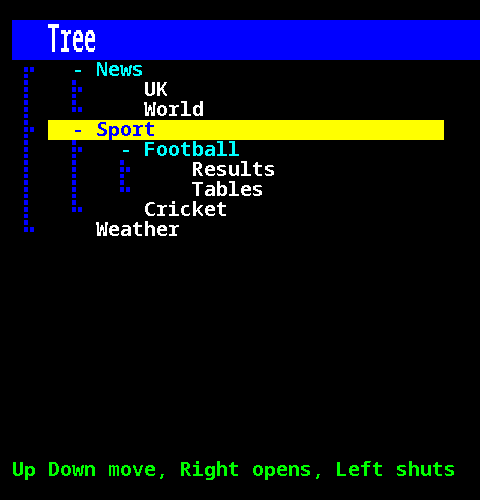 Tree
- News
UK
World
- Sport
- Football
Results
Tables
Cricket
Weather
Up Down move, Right opens, Left shuts